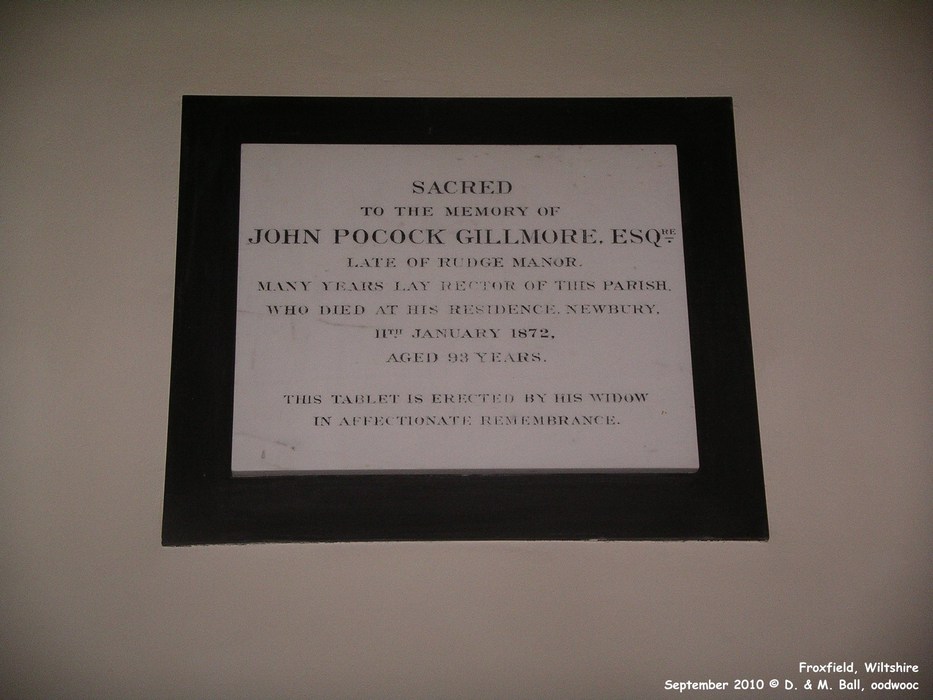 SACRED
TO THE MEMORY OF
JOHN POCOCK GILLMORE. ESQRE
LATE OF RUDGE MANOR.
MANY YEARS LAY RECTOR OF THIS PARISH,
WHO DIED AT HIS RESIDENCE, NEWBURY,
11TH JANUARY 1872,
AGED 93 YEARS.
THIS TABLET IS ERECTED BY HIS WIDOW
IN AFFECTIONATE REMEMBRANCE.
Froxfield, Wiltshire
September 2010 © D. & M. Ball, oodwooc